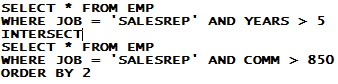 SELECT * FROM EMP
WHERE JOB = 'SALESREP' AND YEARS > 5
INTERSECT
SELECT * FROM EMP
WHERE JOB = 'SALESREP' AND COMM > 850
ORDER BY 2